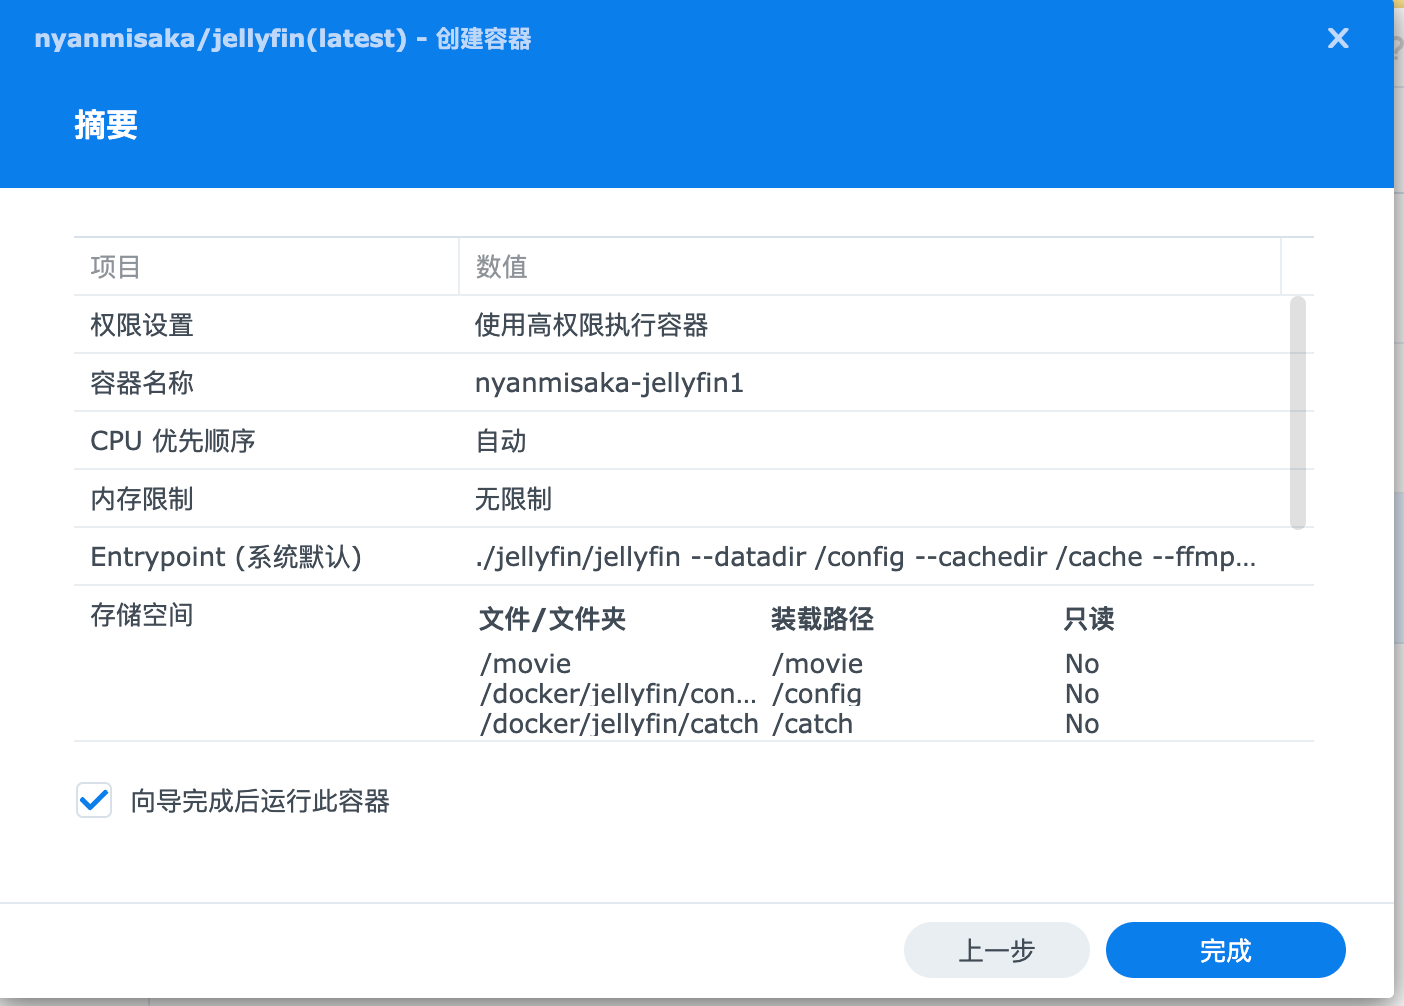 nyanmisaka/jellyfin(latest) - 创建容器
摘要
项目 数值
权限设置 使用高权限执行容器
容器名称 nyanmisaka-jellyfin1
CPU 优先顺序 自动
内存限制 无限制
Entrypoint (系统默认) ./jellyfin/jellyfin --datadir /config --cachedir /cache --ffmp...
存储空间 文件/文件夹 装载路径 只读
/movie /movie No
/docker/jellyfin/con... /config No
/docker/jellyfin/catch /catch No
向导完成后运行此容器
上一步 完成